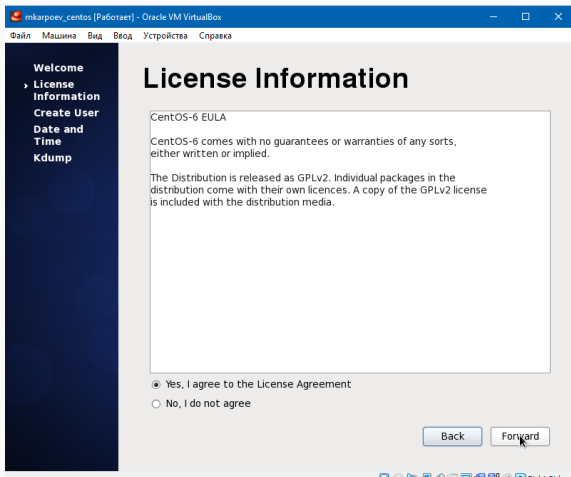 mkarpoev_centos [Работает] - Oracle VM VirtualBox
Файл Машина Вид Ввод Устройства Справка
Welcome
License
Information
Create User
Date and
Time
Kdump
License Information
CentOS-6 EULA
CentOS-6 comes with no guarantees or warranties of any sorts,
either written or implied.
The Distribution is released as GPLv2. Individual packages in the
distribution come with their own licences. A copy of the GPLv2 license
is included with the distribution media.
Yes, I agree to the License Agreement
No, I do not agree
Back Forward